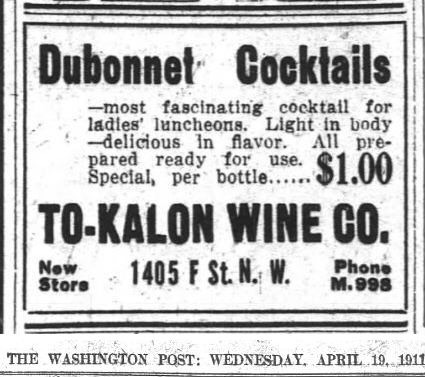 Dubonnet Cocktails
—most fascinating cocktail for
ladies' luncheons. Light in body
—delicious in flavor. All pre-
pared ready for use.
Special, per bottle...... $1.00
TO-KALON WINE CO.
New Store 1405 F St. N. W. Phone M. 998
THE WASHINGTON POST: WEDNESDAY, APRIL 19, 1911